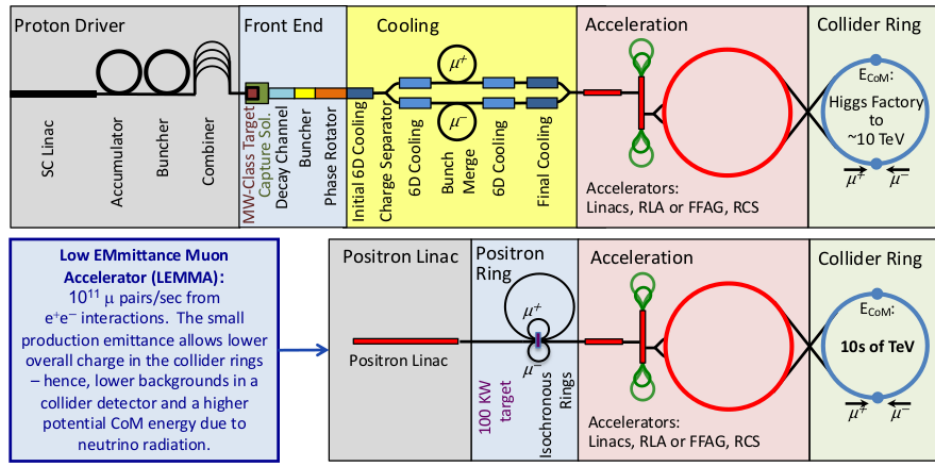 Proton Driver
Front End
Cooling
Acceleration
Collider Ring
SC Linac
Accumulator
Buncher
Combiner
MW-Class Target
Capture Sol.
Decay Channel
Buncher
Phase Rotator
Initial 6D Cooling
Charge Separator
6D Cooling
Bunch
Merge
6D Cooling
Final Cooling
μ⁺
μ⁻
Accelerators:
Linacs, RLA or FFAG, RCS
E_CoM:
Higgs Factory
to
~10 TeV
μ⁺ μ⁻
Low EMmittance Muon
Accelerator (LEMMA):
10¹¹ μ pairs/sec from
e⁺e⁻ interactions. The small
production emittance allows lower
overall charge in the collider rings
– hence, lower backgrounds in a
collider detector and a higher
potential CoM energy due to
neutrino radiation.
Positron Linac
Positron
Ring
Acceleration
Collider Ring
Positron Linac
μ⁺
μ⁻
100 KW
target
Isochronous
Rings
Accelerators:
Linacs, RLA or FFAG, RCS
E_CoM:
10s of TeV
μ⁺ μ⁻